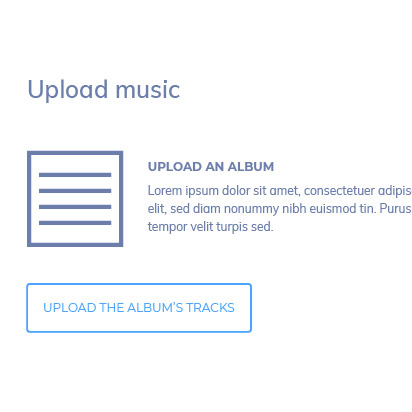 Upload music
UPLOAD AN ALBUM
Lorem ipsum dolor sit amet, consectetuer adipis
elit, sed diam nonummy nibh euismod tin. Purus
tempor velit turpis sed.
UPLOAD THE ALBUM'S TRACKS